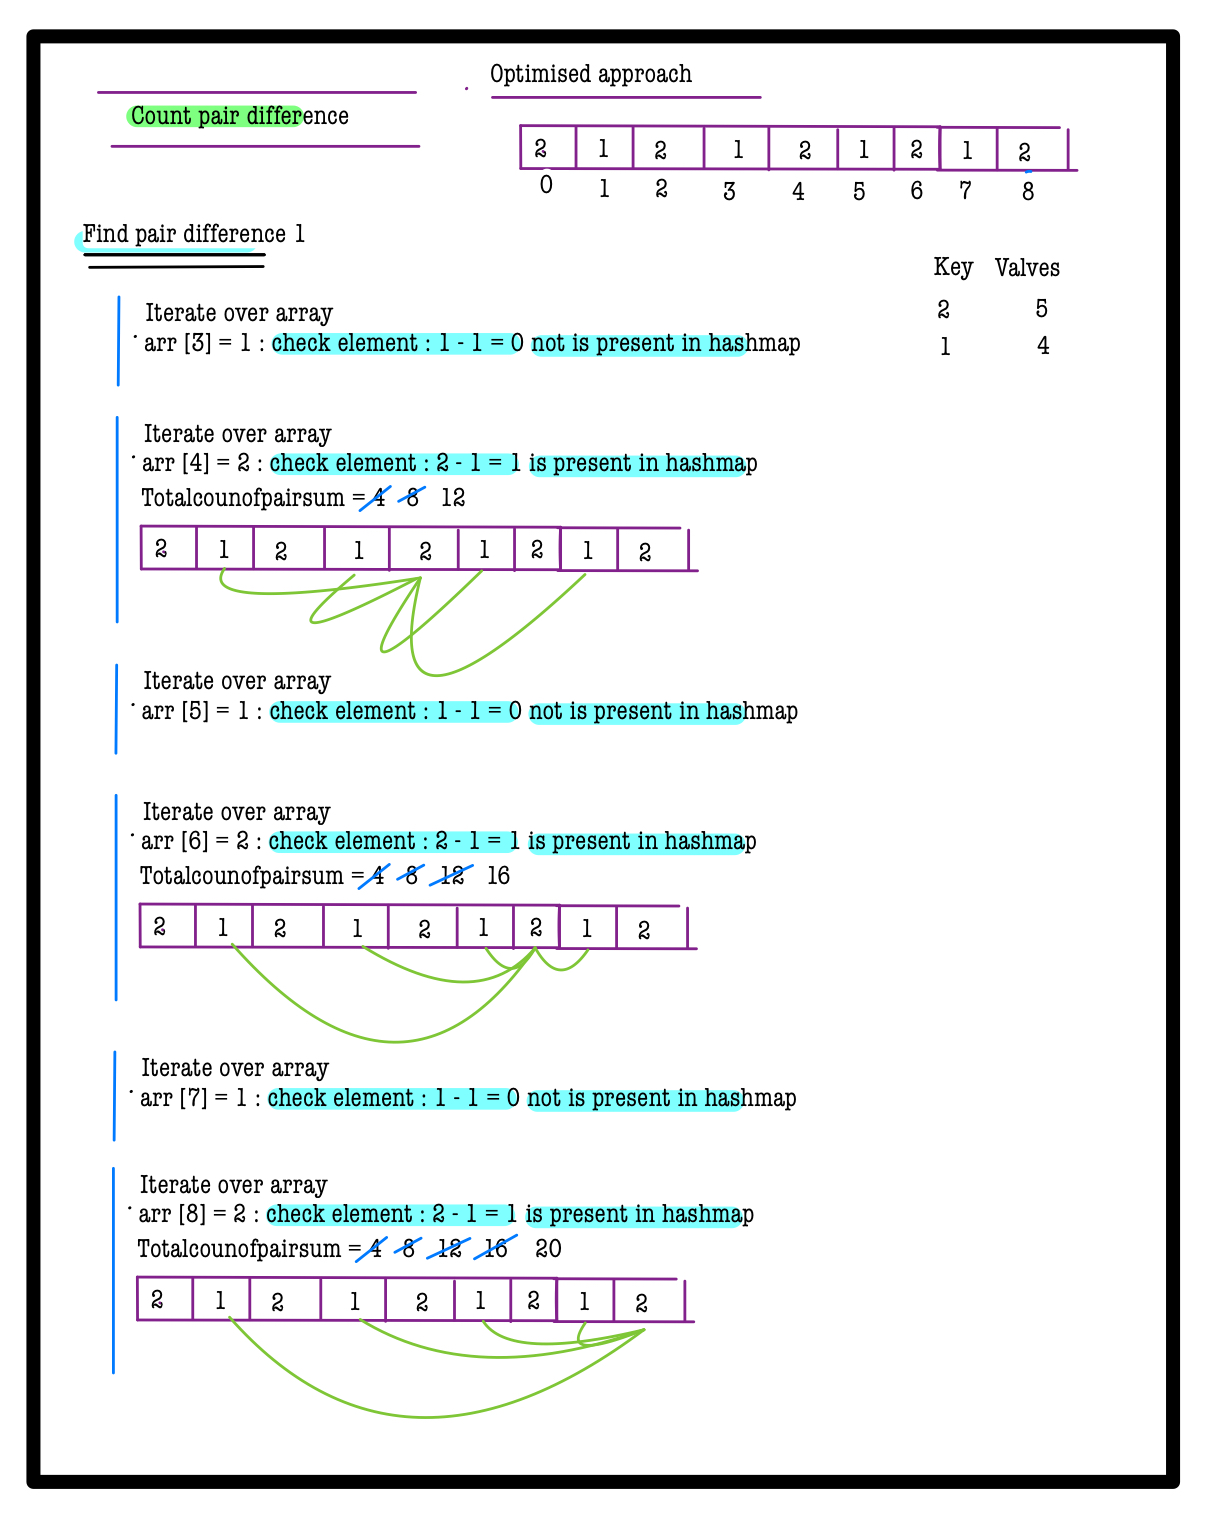 Optimised approach
Count pair difference
2 1 2 1 2 1 2 1 2
0 1 2 3 4 5 6 7 8
Find pair difference 1
Key Valves
2 5
1 4
Iterate over array
arr [3] = 1 : check element : 1 - 1 = 0 not is present in hashmap
Iterate over array
arr [4] = 2 : check element : 2 - 1 = 1 is present in hashmap
Totalcounofpairsum = 4 8 12
2 1 2 1 2 1 2 1 2
Iterate over array
arr [5] = 1 : check element : 1 - 1 = 0 not is present in hashmap
Iterate over array
arr [6] = 2 : check element : 2 - 1 = 1 is present in hashmap
Totalcounofpairsum = 4 8 12 16
2 1 2 1 2 1 2 1 2
Iterate over array
arr [7] = 1 : check element : 1 - 1 = 0 not is present in hashmap
Iterate over array
arr [8] = 2 : check element : 2 - 1 = 1 is present in hashmap
Totalcounofpairsum = 4 8 12 16 20
2 1 2 1 2 1 2 1 2